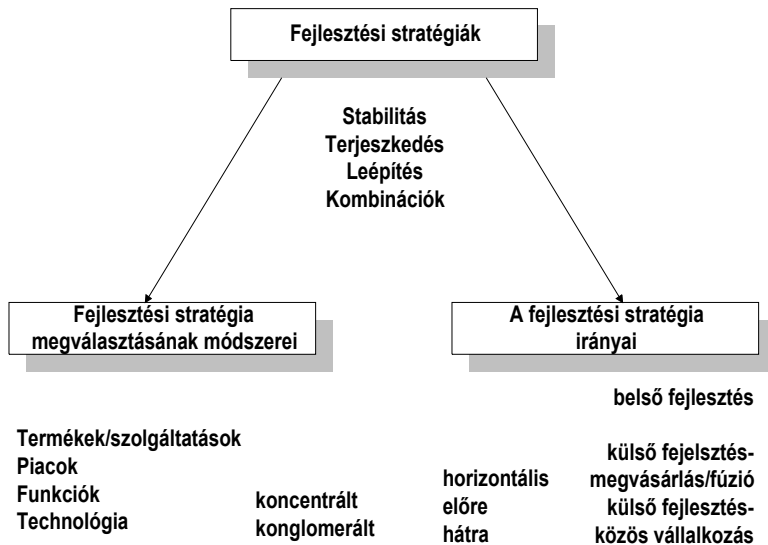 Fejlesztési stratégiák
Stabilitás
Terjeszkedés
Leépítés
Kombinációk
Fejlesztési stratégia
megválasztásának módszerei
A fejlesztési stratégia
irányai
Termékek/szolgáltatások
Piacok
Funkciók
Technológia
koncentrált
konglomerált
horizontális
előre
hátra
belső fejlesztés
külső fejelsztés-
megvásárlás/fúzió
külső fejlesztés-
közös vállalkozás